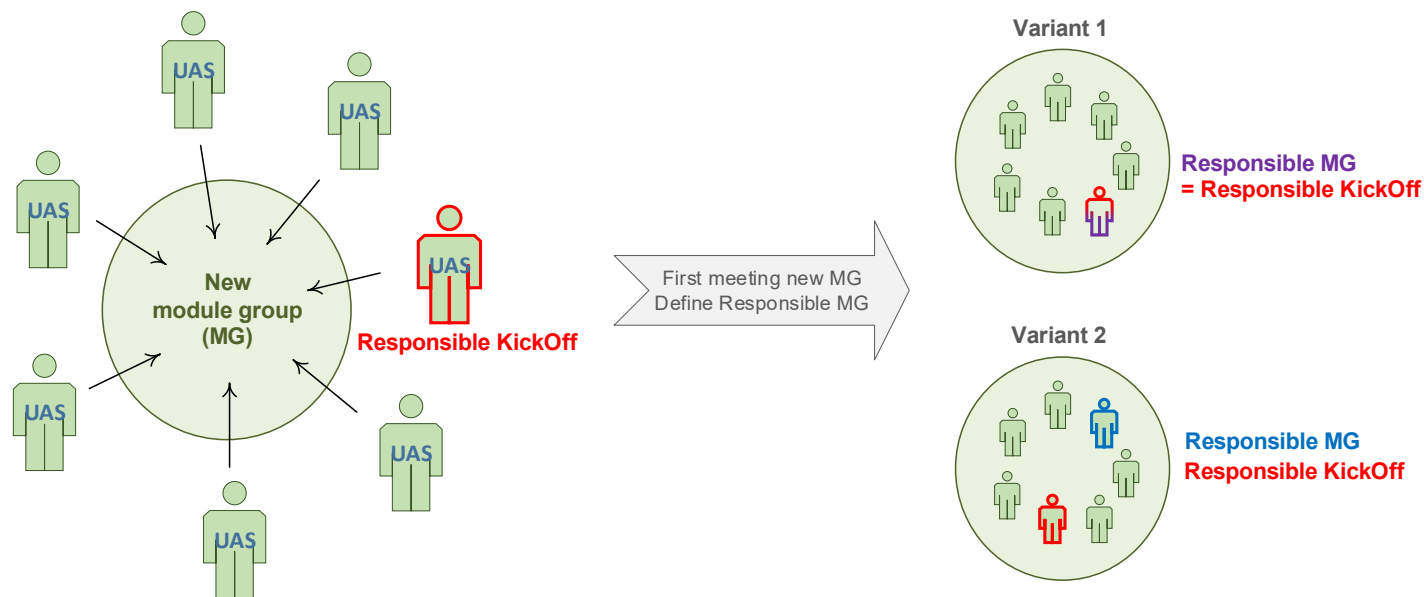 UAS
UAS
UAS
UAS
Responsible KickOff
New
module group
(MG)
UAS
UAS
UAS
First meeting new MG
Define Responsible MG
Variant 1
Responsible MG
= Responsible KickOff
Variant 2
Responsible MG
Responsible KickOff